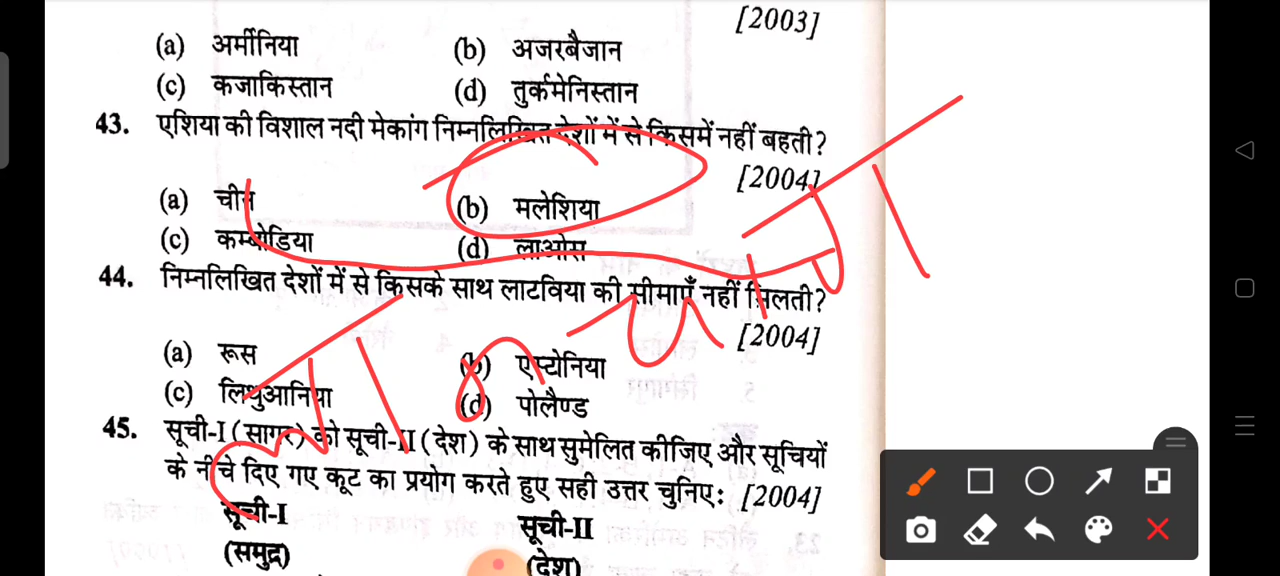 [2003]
(a) अर्मीनिया (b) अजरबैजान
(c) कजाकिस्तान (d) तुर्कमेनिस्तान
43. एशिया की विशाल नदी मेकांग निम्नलिखित देशों में से किसमें नहीं बहती?
[2004]
(a) चीन (b) मलेशिया
(c) कम्बोडिया (d) लाओस
44. निम्नलिखित देशों में से किसके साथ लाटविया की सीमाएँ नहीं मिलती?
[2004]
(a) रूस (b) एस्टोनिया
(c) लिथुआनिया (d) पोलैण्ड
45. सूची-I (सागर) को सूची-II (देश) के साथ सुमेलित कीजिए और सूचियों
के नीचे दिए गए कूट का प्रयोग करते हुए सही उत्तर चुनिए: [2004]
सूची-I सूची-II
(समुद्र) (देश)